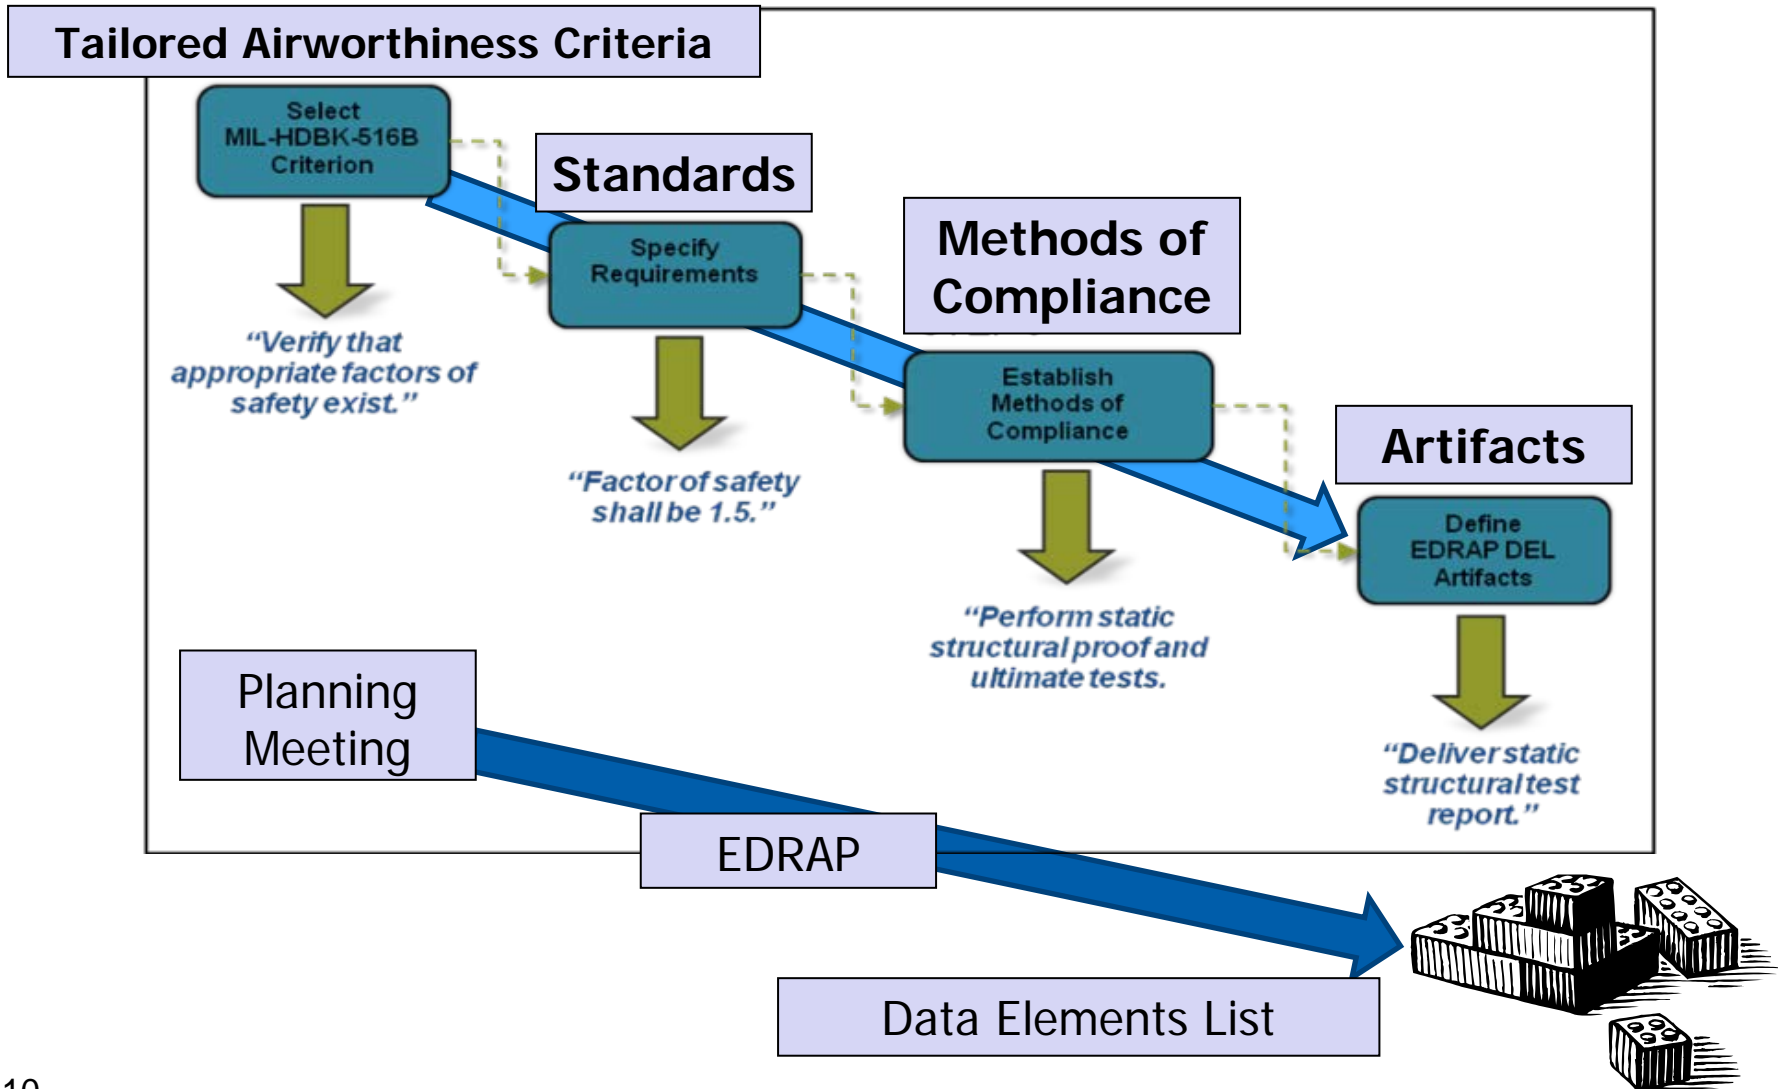 Tailored Airworthiness Criteria
Select
MIL-HDBK-516B
Criterion
Standards
Specify
Requirements
Methods of
Compliance
Establish
Methods of
Compliance
Artifacts
Define
EDRAP DEL
Artifacts
“Verify that
appropriate factors of
safety exist.”
“Factor of safety
shall be 1.5.”
“Perform static
structural proof and
ultimate tests.
“Deliver static
structural test
report.”
Planning
Meeting
EDRAP
Data Elements List
10